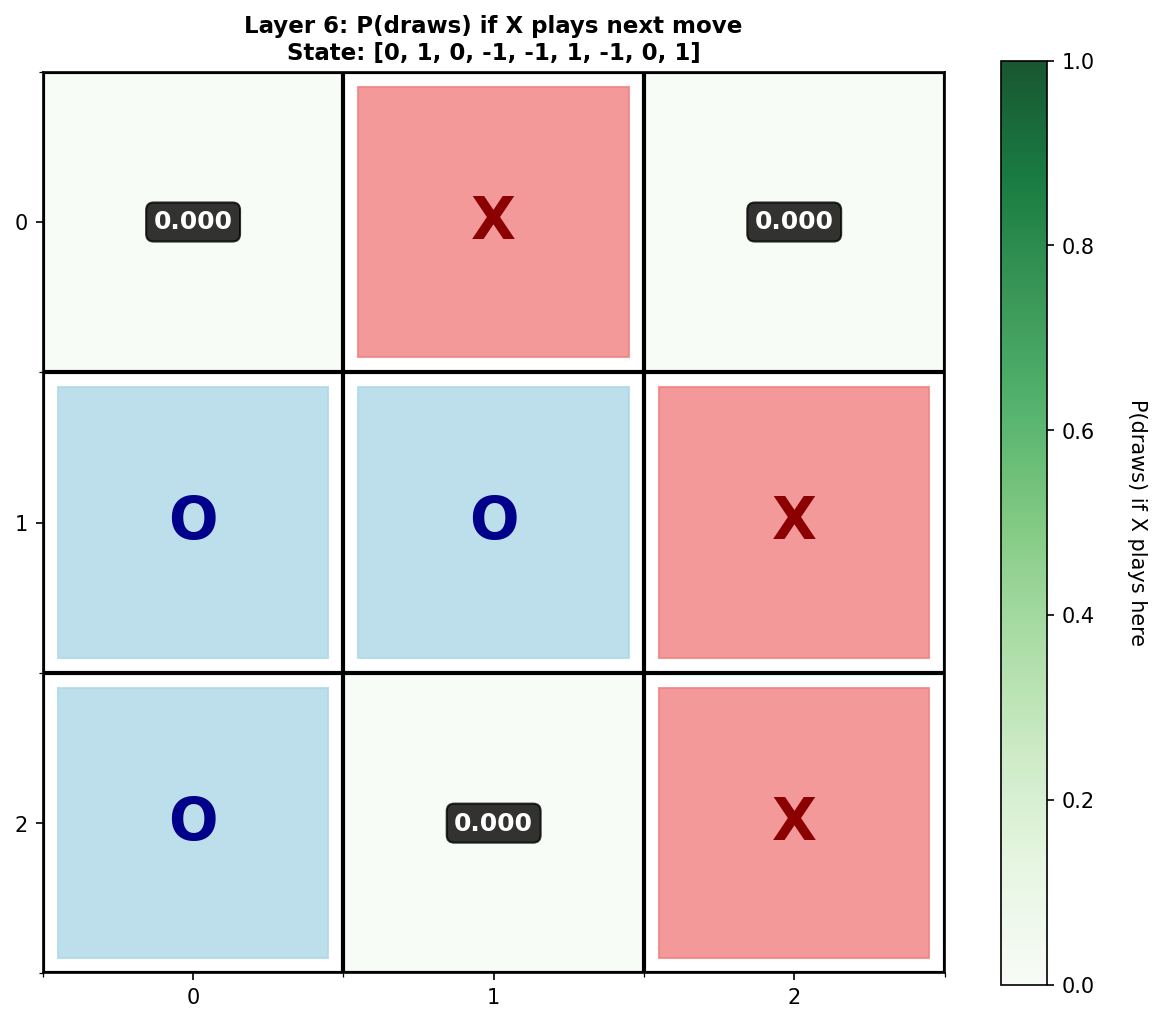 Layer 6: P(draws) if X plays next move
State: [0, 1, 0, -1, -1, 1, -1, 0, 1]
0.000
X
0.000
O
O
X
O
0.000
X
0
1
2
0
1
2
1.0
0.8
0.6
0.4
0.2
0.0
P(draws) if X plays here